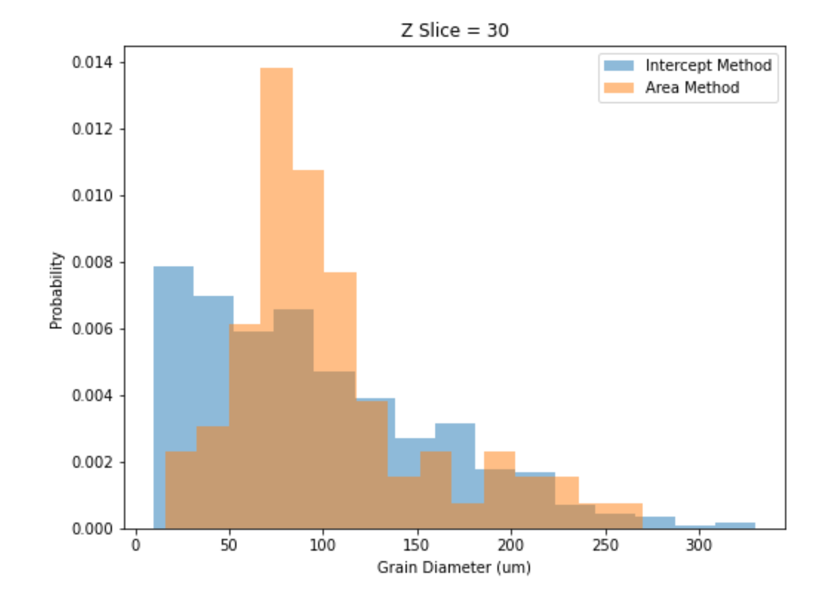 Z Slice = 30
Intercept Method
Area Method
0.014
0.012
0.010
0.008
0.006
0.004
0.002
0.000
Probability
0 50 100 150 200 250 300
Grain Diameter (um)